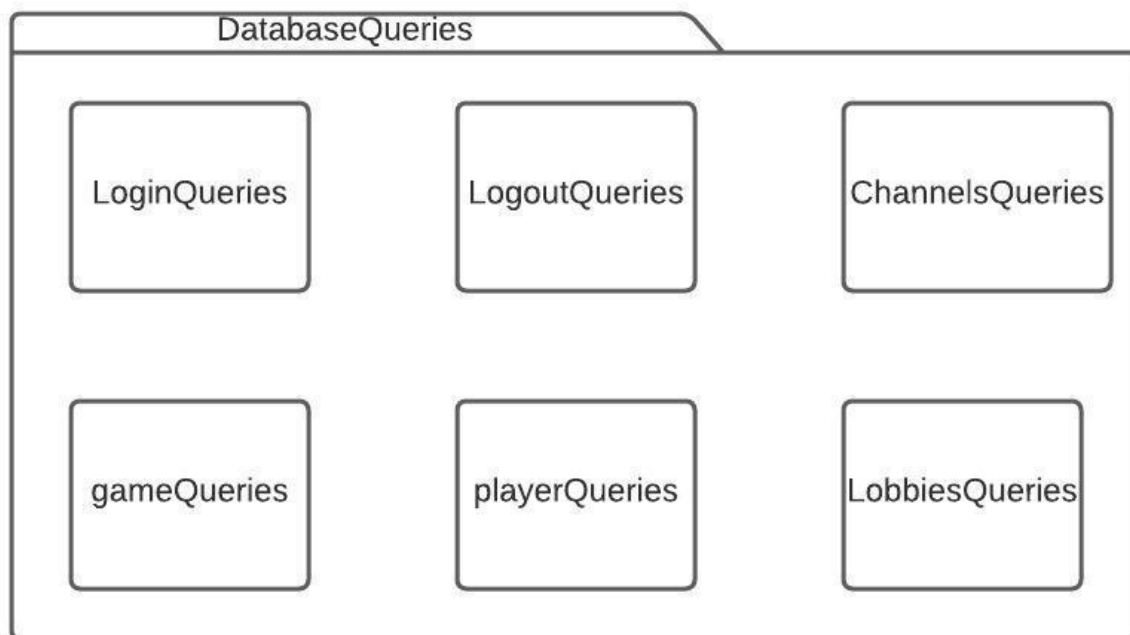 DatabaseQueries
LoginQueries
LogoutQueries
ChannelsQueries
gameQueries
playerQueries
LobbiesQueries